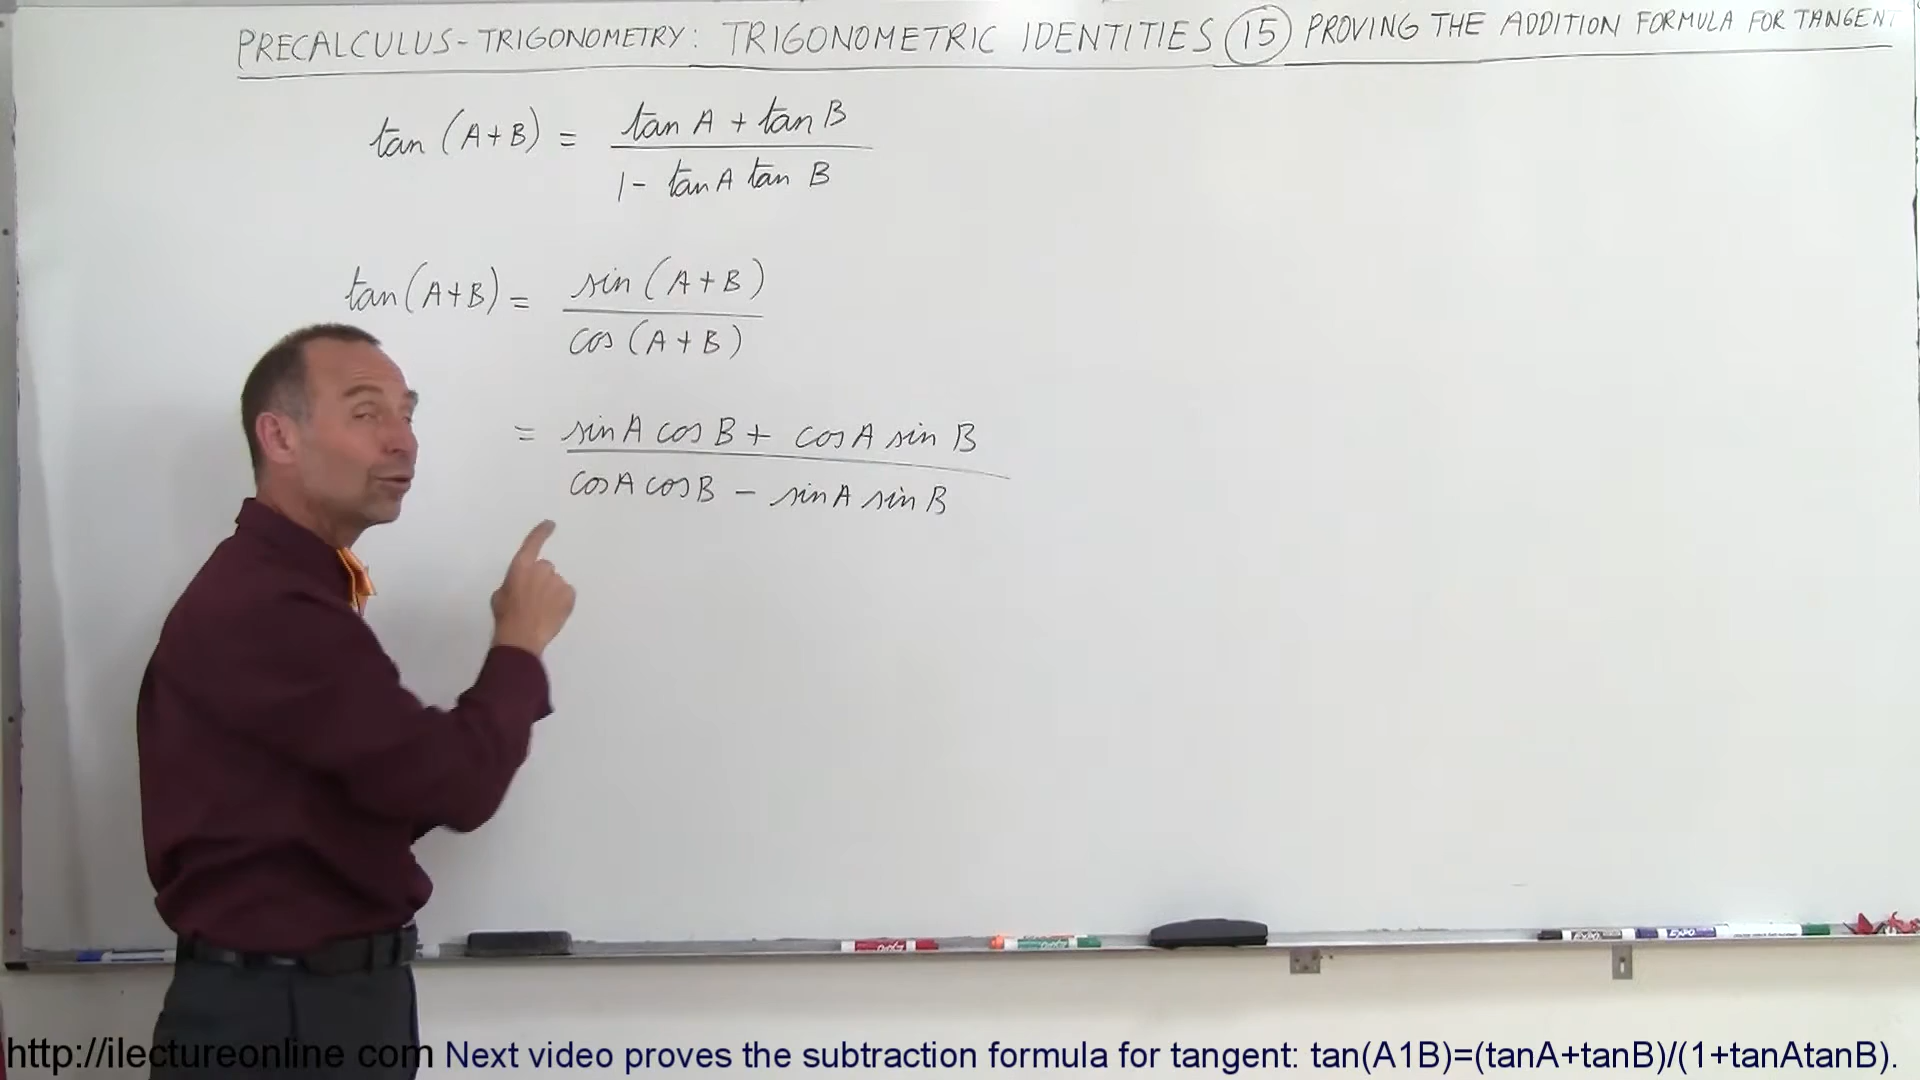 PRECALCULUS - TRIGONOMETRY: TRIGONOMETRIC IDENTITIES 15 PROVING THE ADDITION FORMULA FOR TANGENT
tan (A+B) = tan A + tan B
1 - tan A tan B
tan (A+B) = sin (A+B)
cos (A+B)
= sin A cos B + cos A sin B
cos A cos B - sin A sin B
EXPO EXPO
http://ilectureonline com Next video proves the subtraction formula for tangent: tan(A1B)=(tanA+tanB)/(1+tanAtanB).